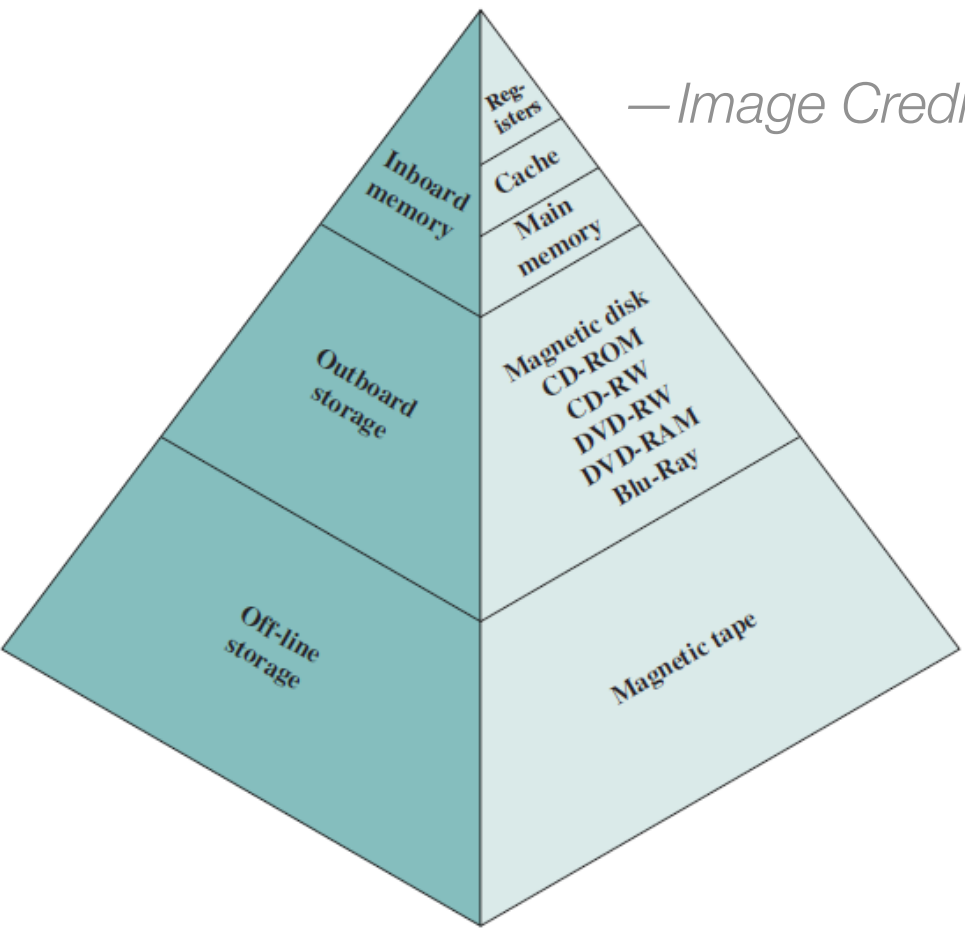 —Image Credi
Reg-
isters
Cache
Main
memory
Inboard
memory
Magnetic disk
CD-ROM
CD-RW
DVD-RW
DVD-RAM
Blu-Ray
Outboard
storage
Off-line
storage
Magnetic tape